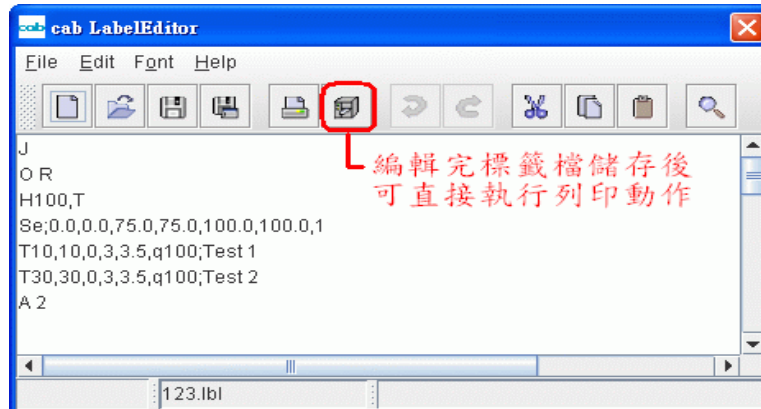 cab cab LabelEditor
File Edit Font Help
J
O R
H100,T
Se;0.0,0.0,75.0,75.0,100.0,100.0,1
T10,10,0,3,3.5,q100;Test 1
T30,30,0,3,3.5,q100;Test 2
A 2
編輯完標籤檔儲存後
可直接執行列印動作
123.lbl